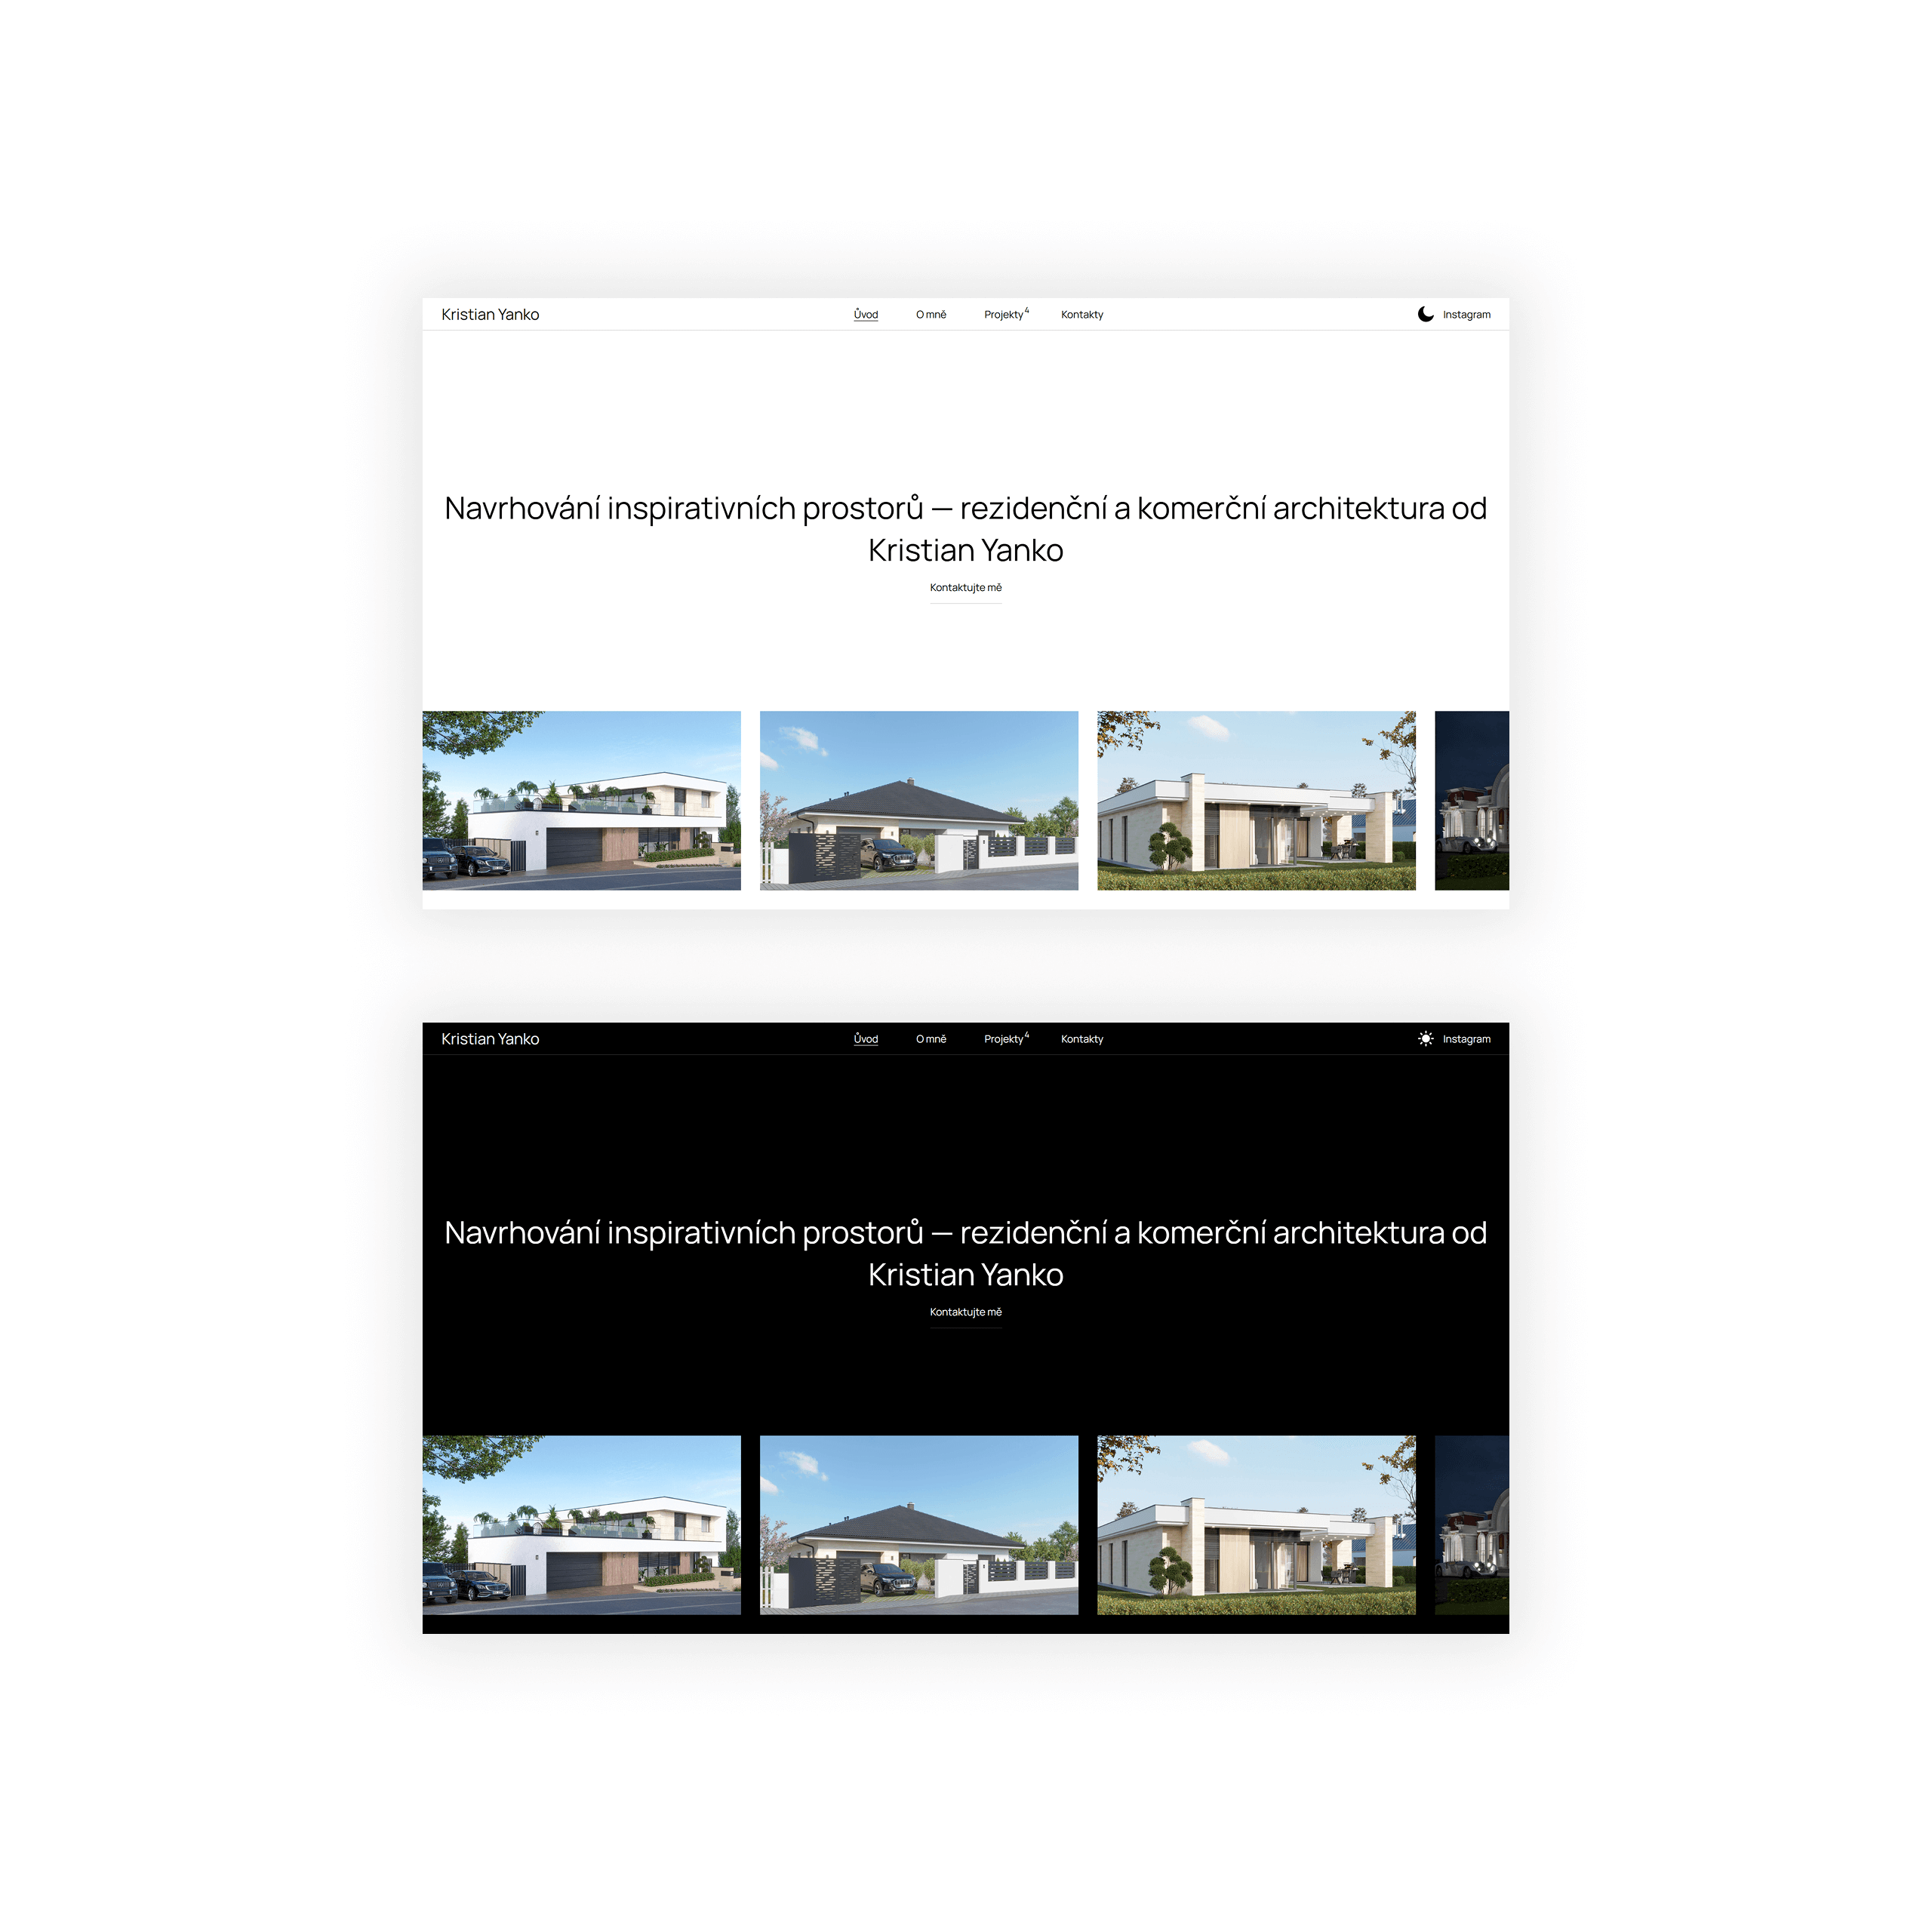 Kristian Yanko Úvod O mně Projekty 4 Kontakty Instagram
Navrhování inspirativních prostorů — rezidenční a komerční architektura od
Kristian Yanko
Kontaktujte mě
Kristian Yanko Úvod O mně Projekty 4 Kontakty Instagram
Navrhování inspirativních prostorů — rezidenční a komerční architektura od
Kristian Yanko
Kontaktujte mě